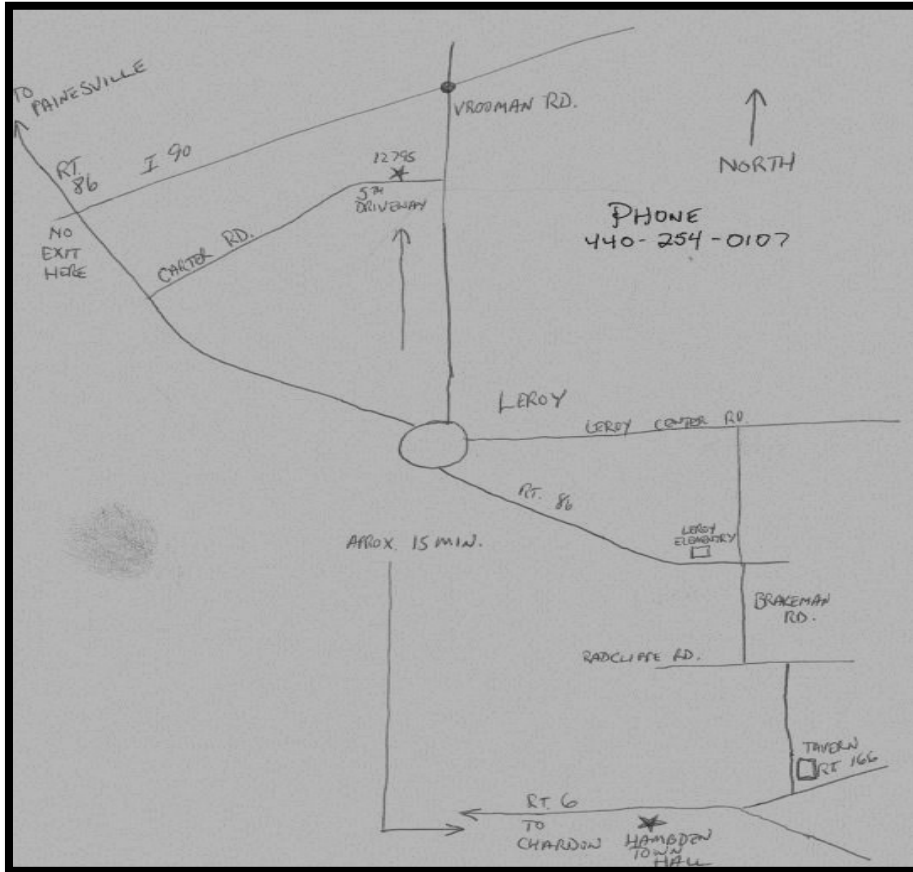 TO
PAINESVILLE
VROOMAN RD.
RT.
86
I 90
12795
5TH
DRIVEWAY
NORTH
NO
EXIT
HERE
CARTER RD.
PHONE
440-254-0107
LEROY
LEROY CENTER RD.
RT. 86
LEROY
ELEMENTRY
APROX. 15 MIN.
BRAKEMAN
RD.
RADCLIFFE RD.
TAVERN
RT 166
RT. 6
TO
CHARDON
HAMBDEN
TOWN
HALL